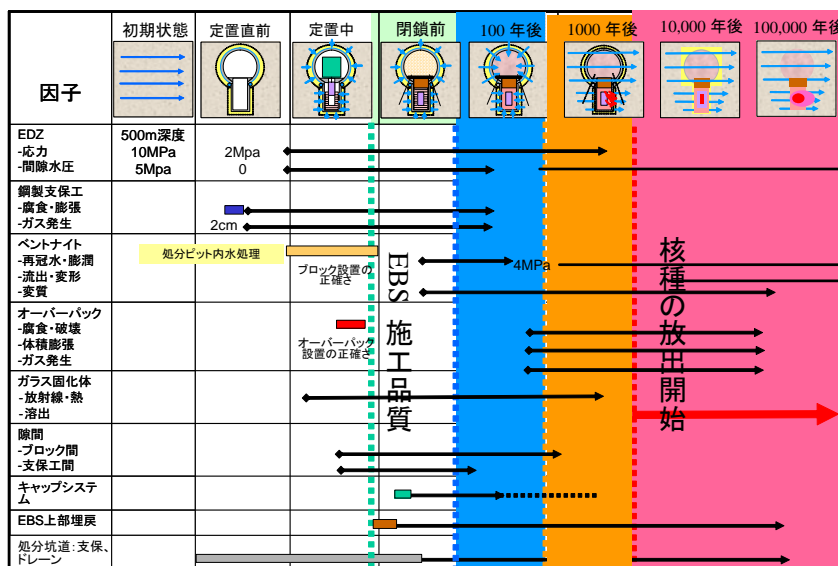 因子
初期状態
定置直前
定置中
閉鎖前
100 年後
1000 年後
10,000 年後
100,000 年後
EDZ
-応力
-間隙水圧
500m深度
10MPa
5Mpa
2Mpa
0
鋼製支保工
-腐食・膨張
-ガス発生
2cm
ベントナイト
-再冠水・膨潤
-流出・変形
-変質
処分ピット内水処理
ブロック設置の
正確さ
4MPa
オーバーパック
-腐食・破壊
-体積膨張
-ガス発生
オーバーパック
設置の正確さ
ガラス固化体
-放射線・熱
-溶出
隙間
-ブロック間
-支保工間
キャップシステ
ム
EBS上部埋戻
処分坑道:支保、
ドレーン
EBS 施工品質
核種の放出開始